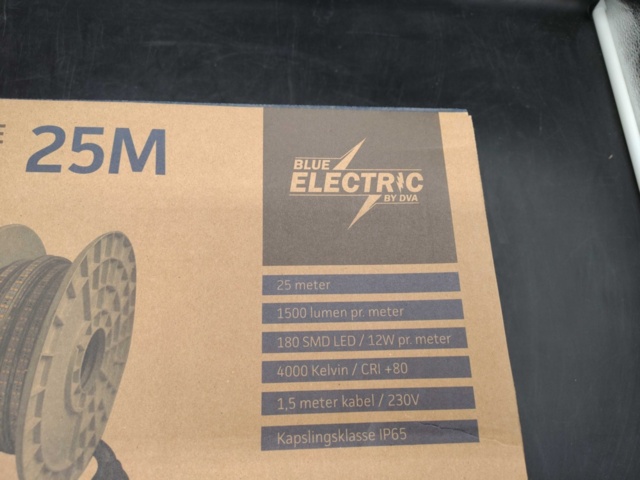 E 25M
BLUE
ELECTRIC
BY DVA
25 meter
1500 lumen pr. meter
180 SMD LED / 12W pr. meter
4000 Kelvin / CRI +80
1,5 meter kabel / 230V
Kapslingsklasse IP65